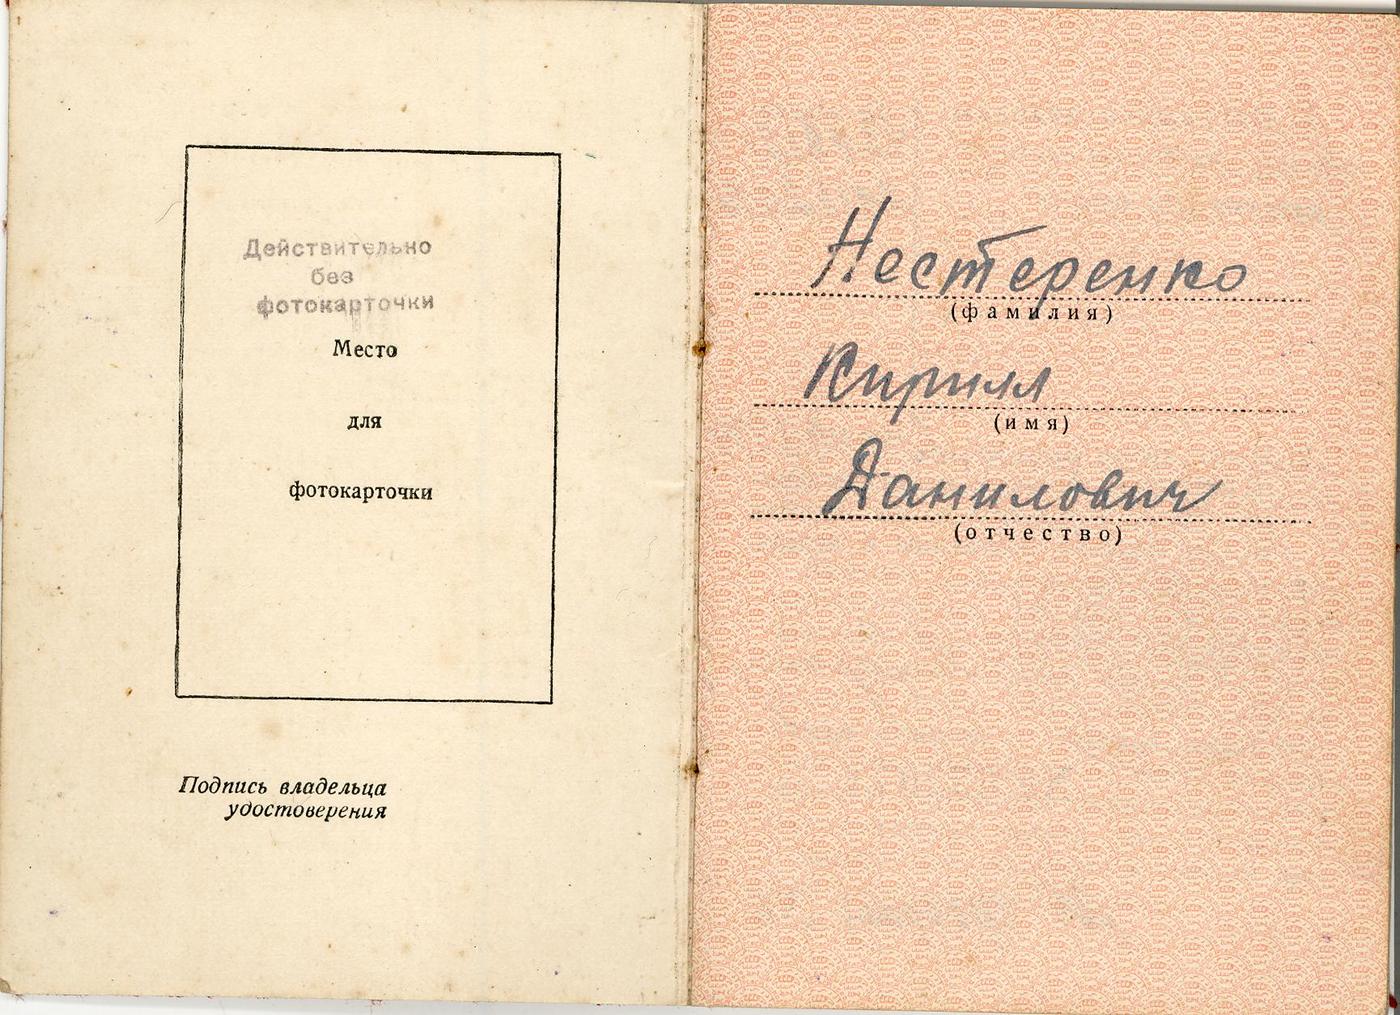 Действительно
без
фотокарточки
Место
для
фотокарточки
Подпись владельца
удостоверения
Нестеренко
(фамилия)
Кирилл
(имя)
Данилович
(отчество)